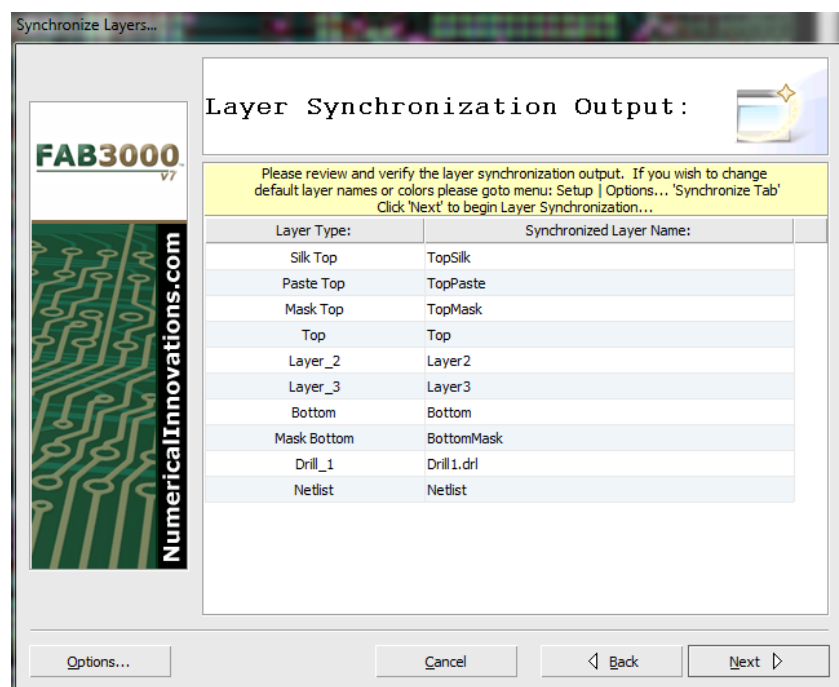 Synchronize Layers...
FAB3000
V7
NumericalInnovations.com
Layer Synchronization Output:
Please review and verify the layer synchronization output. If you wish to change
default layer names or colors please goto menu: Setup | Options... 'Synchronize Tab'
Click 'Next' to begin Layer Synchronization...
Layer Type: Synchronized Layer Name:
Silk Top TopSilk
Paste Top TopPaste
Mask Top TopMask
Top Top
Layer_2 Layer2
Layer_3 Layer3
Bottom Bottom
Mask Bottom BottomMask
Drill_1 Drill1.drl
Netlist Netlist
Options... Cancel Back Next